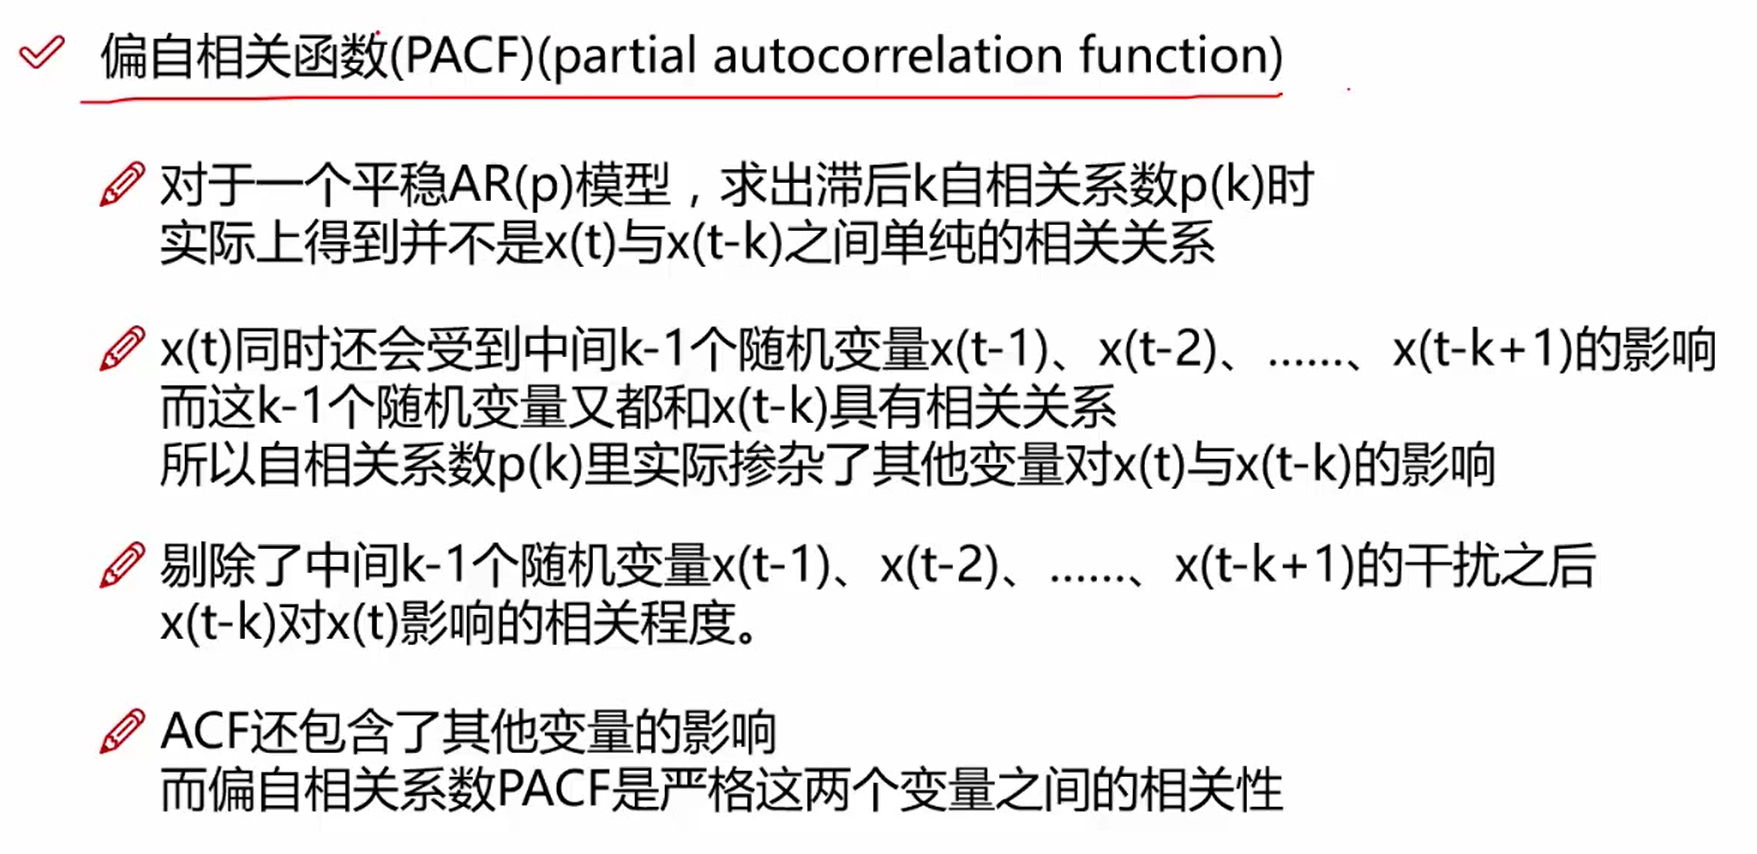 偏自相关函数(PACF)(partial autocorrelation function)
对于一个平稳AR(p)模型，求出滞后k自相关系数p(k)时
实际上得到并不是x(t)与x(t-k)之间单纯的相关关系
x(t)同时还会受到中间k-1个随机变量x(t-1)、x(t-2)、……、x(t-k+1)的影响
而这k-1个随机变量又都和x(t-k)具有相关关系
所以自相关系数p(k)里实际掺杂了其他变量对x(t)与x(t-k)的影响
剔除了中间k-1个随机变量x(t-1)、x(t-2)、……、x(t-k+1)的干扰之后
x(t-k)对x(t)影响的相关程度。
ACF还包含了其他变量的影响
而偏自相关系数PACF是严格这两个变量之间的相关性